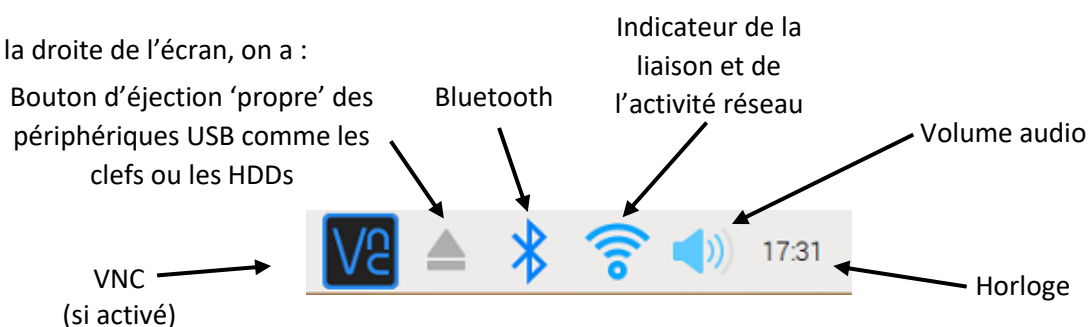 la droite de l’écran, on a :
Bouton d’éjection ‘propre’ des
périphériques USB comme les
clefs ou les HDDs
Bluetooth
Indicateur de la
liaison et de
l’activité réseau
Volume audio
VNC
(si activé)
Vnc
17:31
Horloge